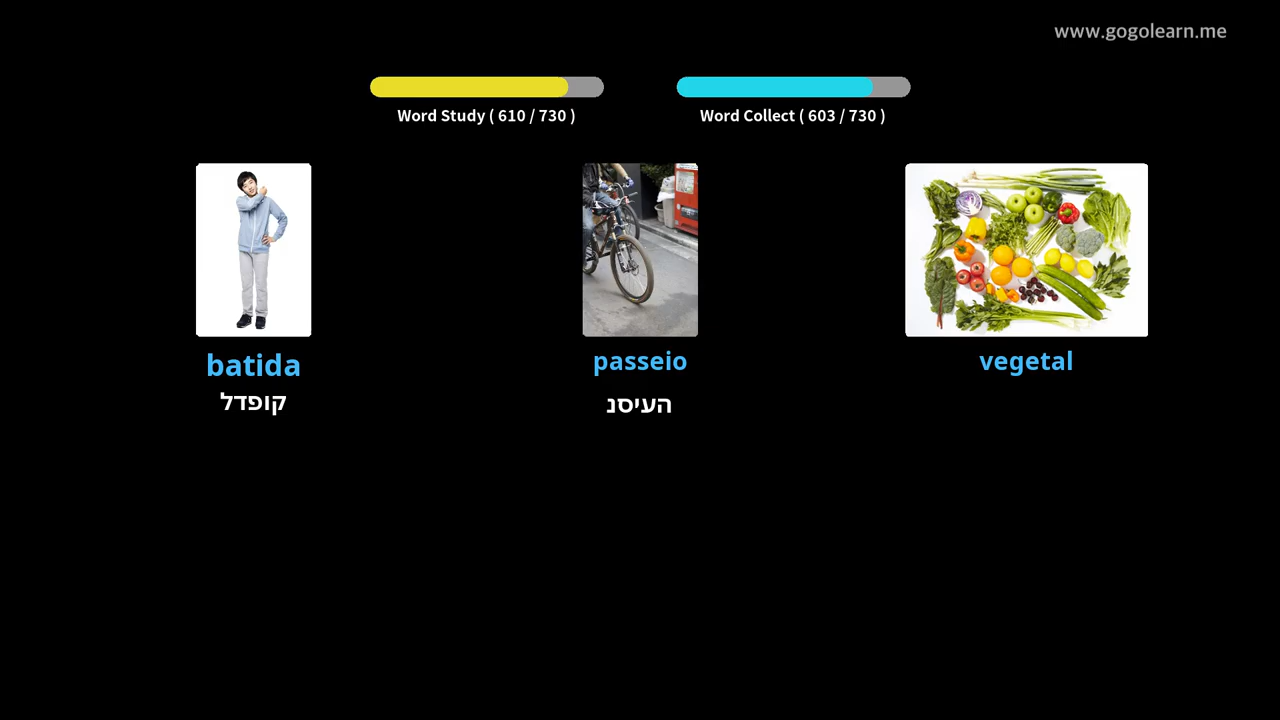 www.gogolearn.me
Word Study ( 610 / 730 )
Word Collect ( 603 / 730 )
batida
קופדל
passeio
העיסנ
vegetal